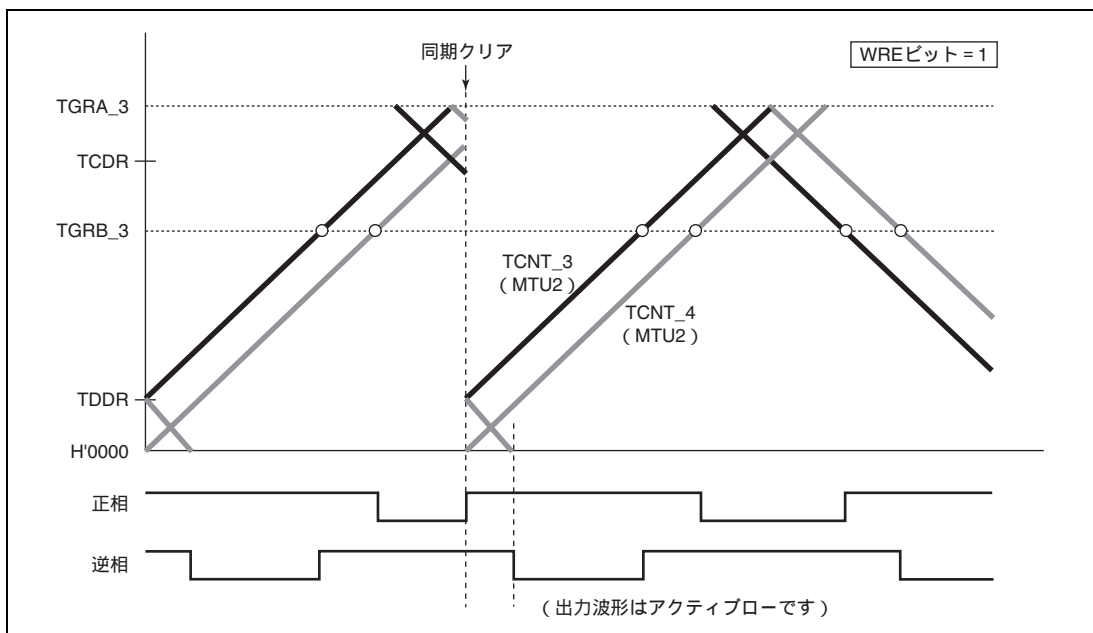 同期クリア
WREビット = 1
TGRA_3
TCDR
TGRB_3
TCNT_3
（MTU2）
TCNT_4
（MTU2）
TDDR
H'0000
正相
逆相
（出力波形はアクティブローです）